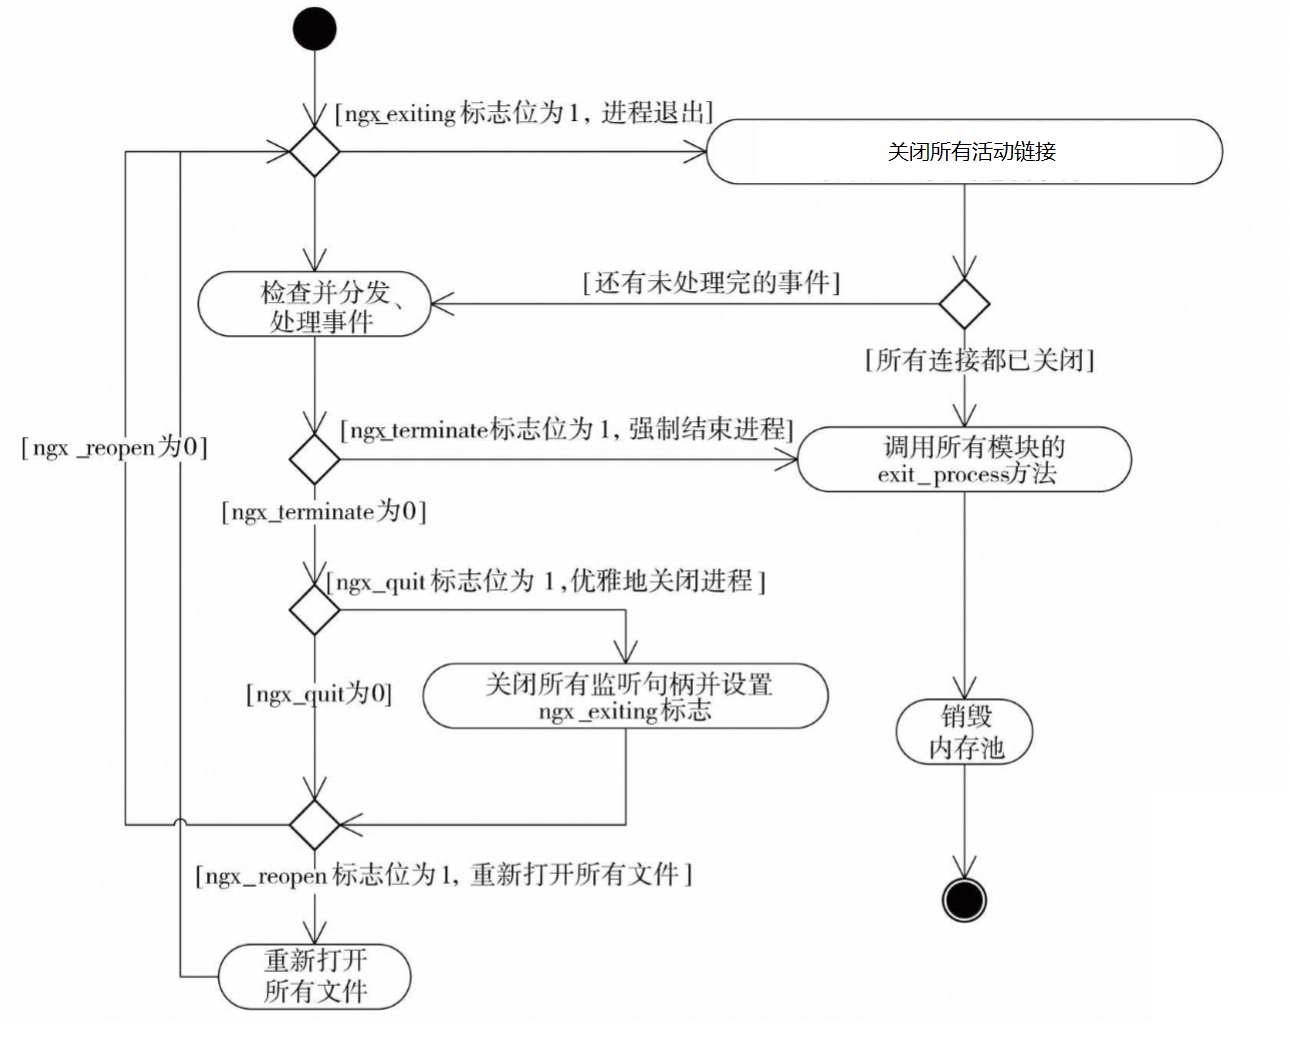 [ngx_exiting 标志位为1, 进程退出]
关闭所有活动链接
[还有未处理完的事件]
检查并分发、
处理事件
[所有连接都已关闭]
[ngx_terminate标志位为1, 强制结束进程]
[ngx_reopen为0]
调用所有模块的
exit_process方法
[ngx_terminate为0]
[ngx_quit 标志位为 1,优雅地关闭进程]
[ngx_quit为0]
关闭所有监听句柄并设置
ngx_exiting标志
销毁
内存池
[ngx_reopen 标志位为1, 重新打开所有文件]
重新打开
所有文件